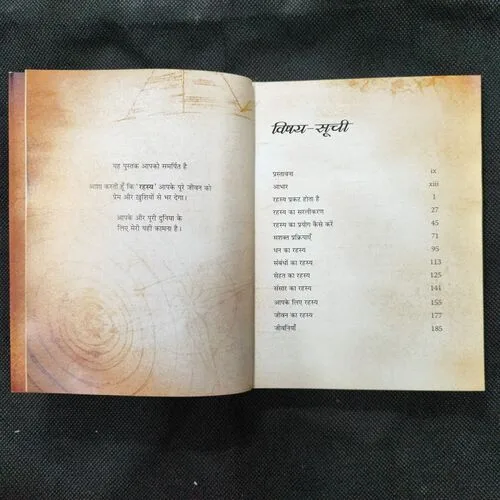 यह पुस्तक आपको समर्पित है
आशा करती हूँ कि 'रहस्य' आपके पूरे जीवन को
प्रेम और ख़ुशियों से भर देगा।
आपके और पूरी दुनिया के
लिए मेरी यही कामना है।
विषय-सूची
प्रस्तावना ix
आभार xiii
रहस्य प्रकट होता है 1
रहस्य का सरलीकरण 27
रहस्य का प्रयोग कैसे करें 45
सशक्त प्रक्रियाएँ 71
धन का रहस्य 95
संबंधों का रहस्य 113
सेहत का रहस्य 125
संसार का रहस्य 141
आपके लिए रहस्य 155
जीवन का रहस्य 177
जीवनियाँ 185